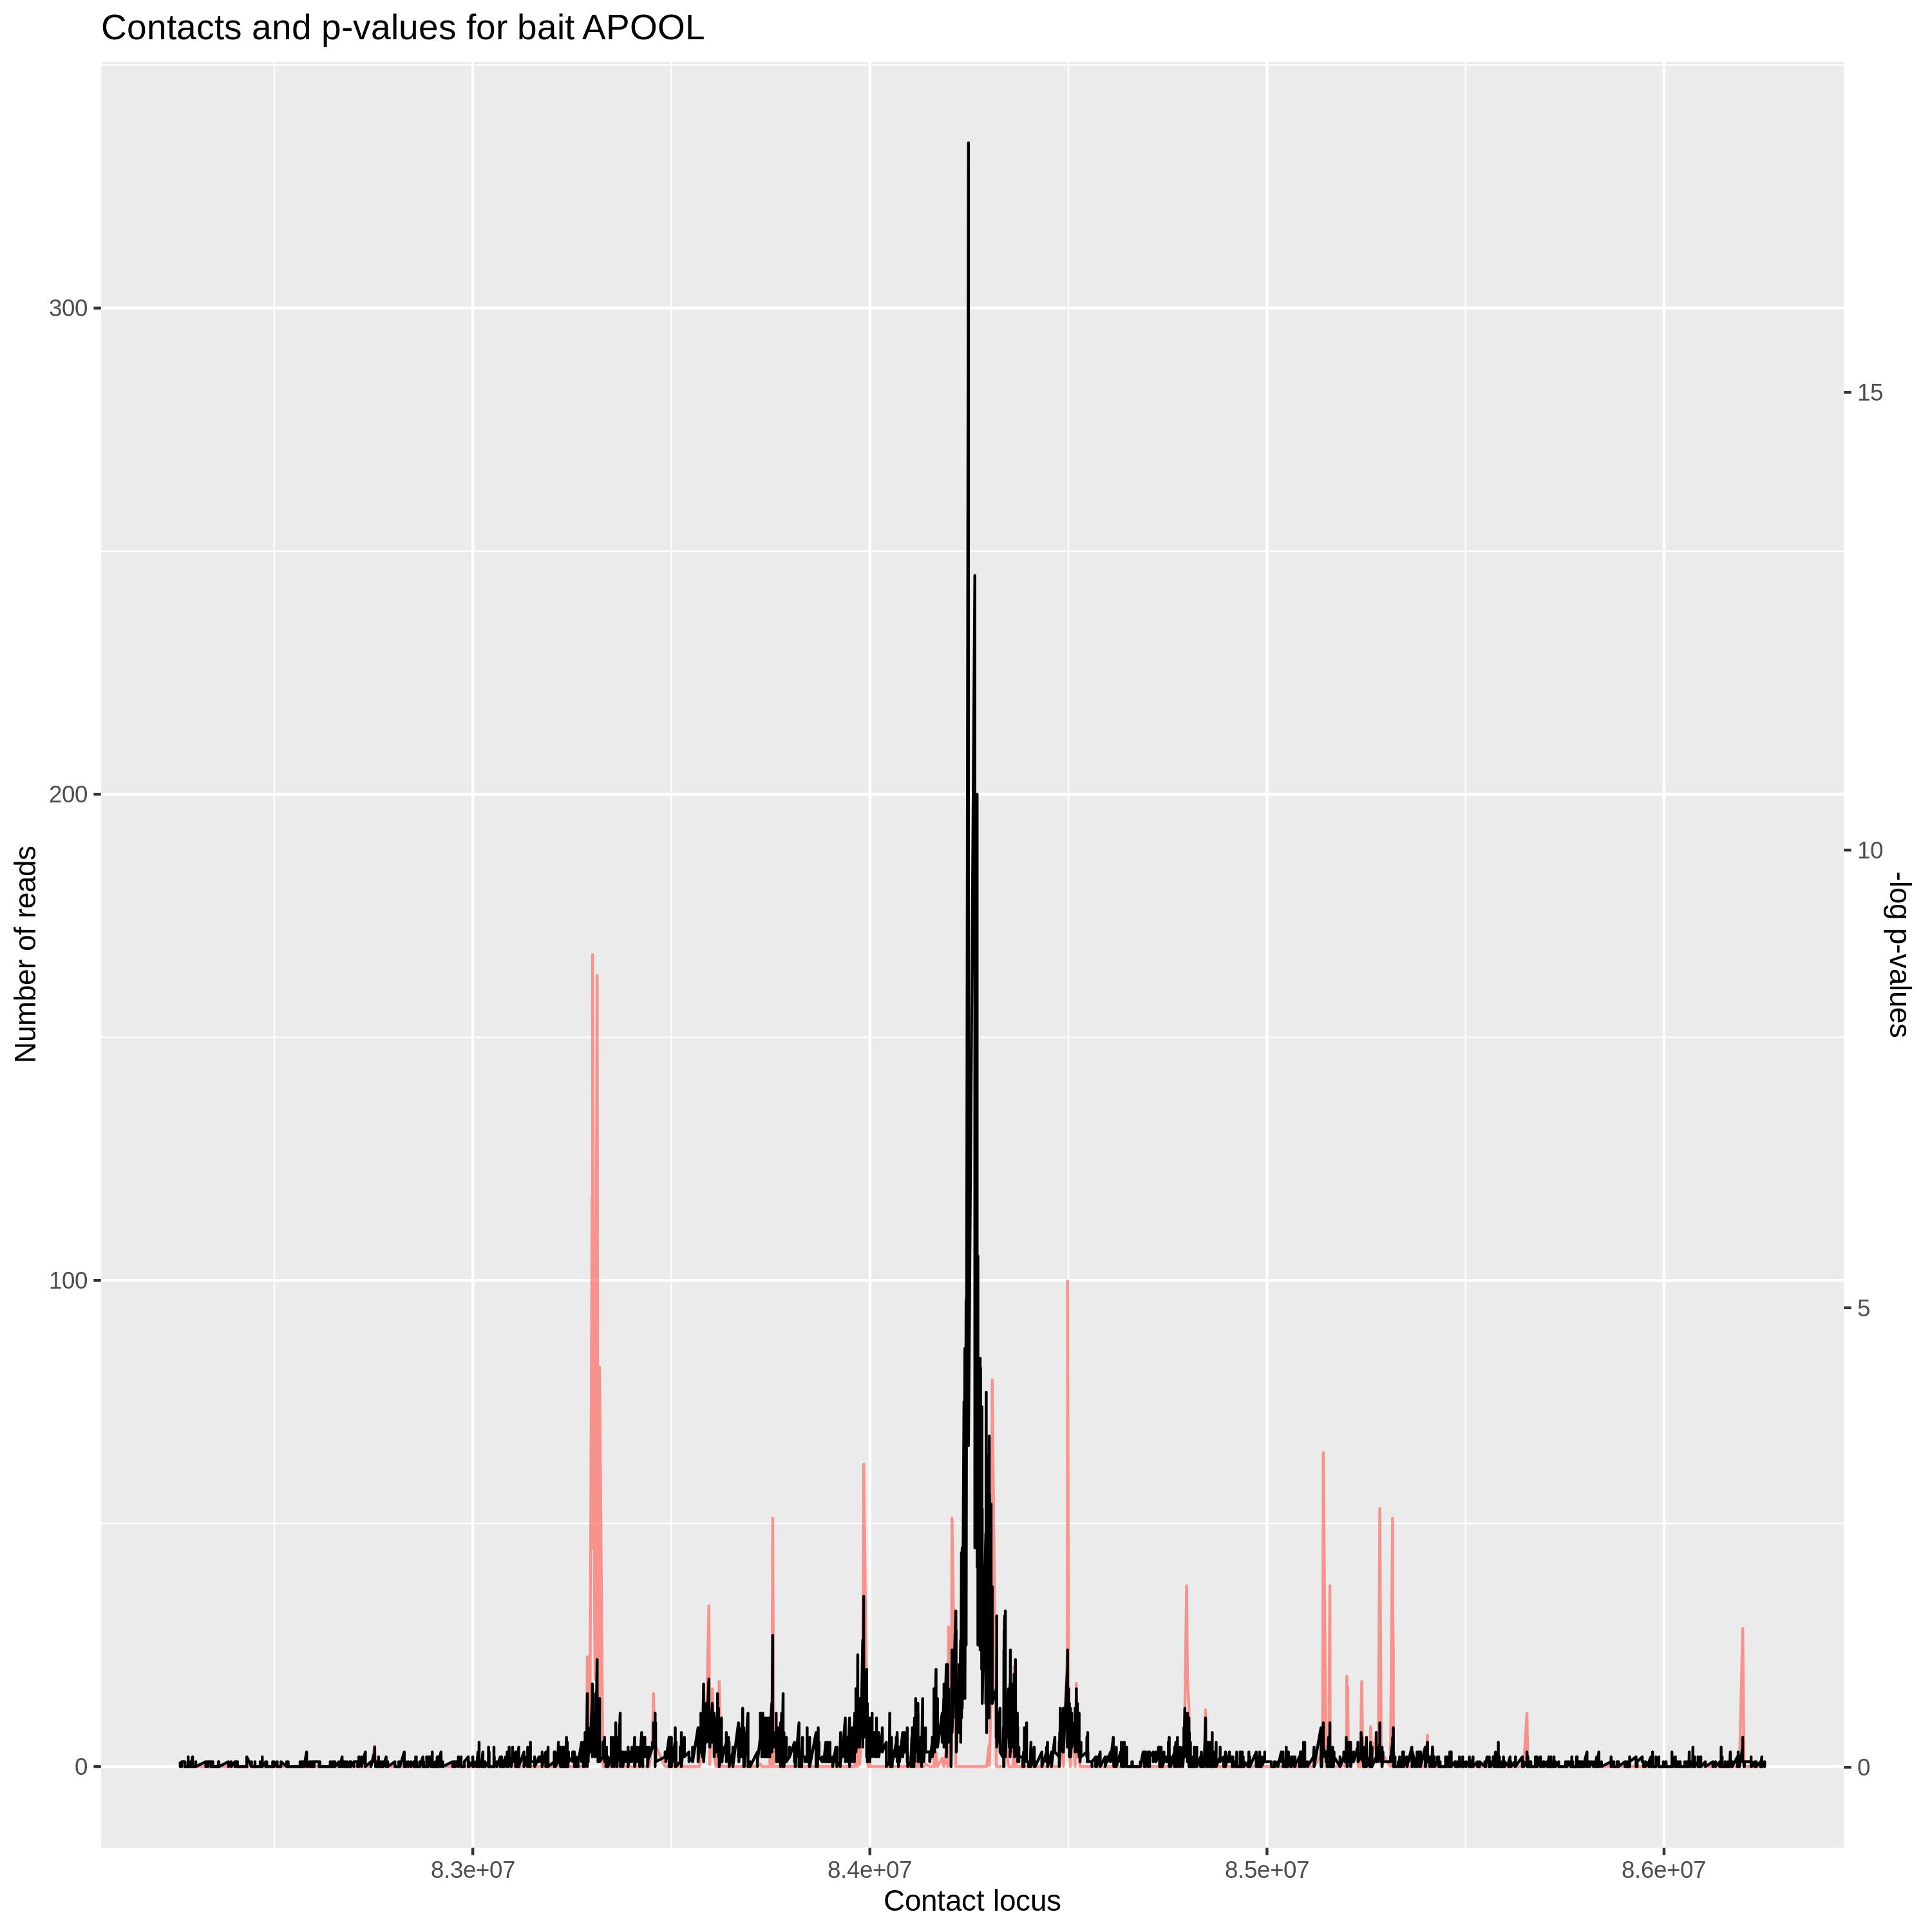 Contacts and p-values for bait APOOL
300
200
100
0
Number of reads
15
10
5
0
-log p-values
8.3e+07
8.4e+07
8.5e+07
8.6e+07
Contact locus